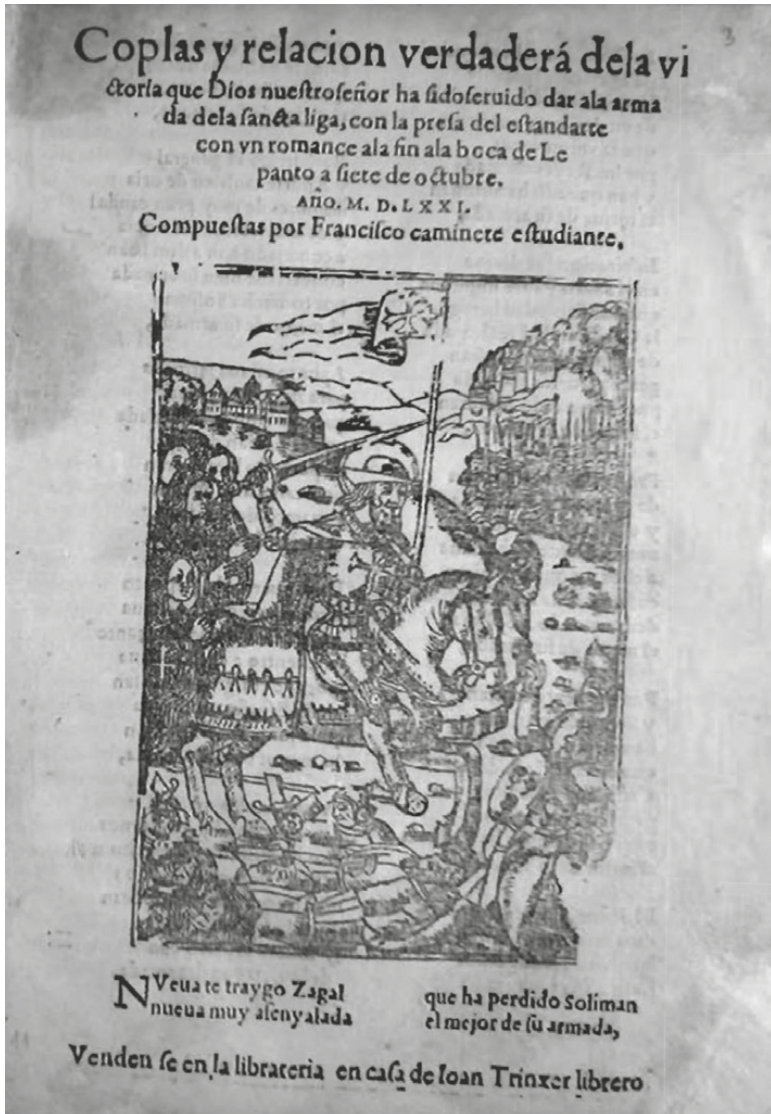 3
Coplas y relacion verdaderá dela vi
ctoria que Dios nuestroseñor ha sidoseruido dar ala arma
da dela sancta liga, con la presa del estandarte
con vn romance ala fin ala boca de Le
panto a siete de octubre.
Año. M. D. L X X I.
Compuestas por Francisco caminete estudiante.
NVeua te traygo Zagal
nueua muy asenyalada
que ha perdido Soliman
el mejor de su armada,
Venden se en la librateria en casa de Ioan Trinxer librero